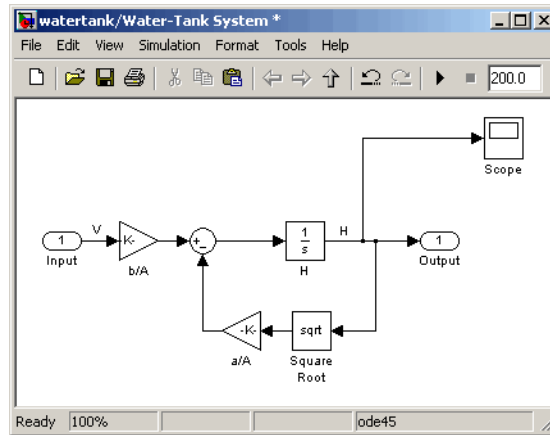 watertank/Water-Tank System *
File Edit View Simulation Format Tools Help
200.0
Scope
1
Input
V
K-
b/A
+
-
1
s
H
H
1
Output
-K-
a/A
sqrt
Square
Root
Ready 100% ode45